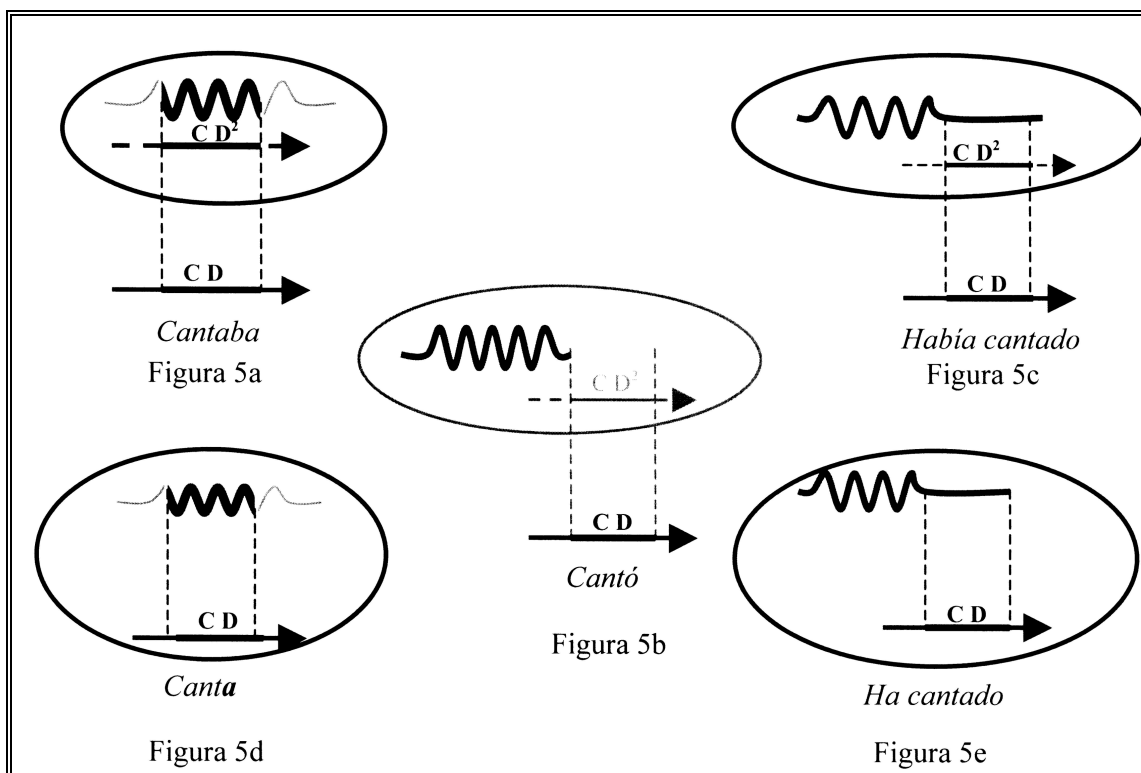 C D²
C D
Cantaba
Figura 5a
C D²
C D
Había cantado
Figura 5c
C D²
C D
Cantó
Figura 5b
C D
Canta
Figura 5d
C D
Ha cantado
Figura 5e